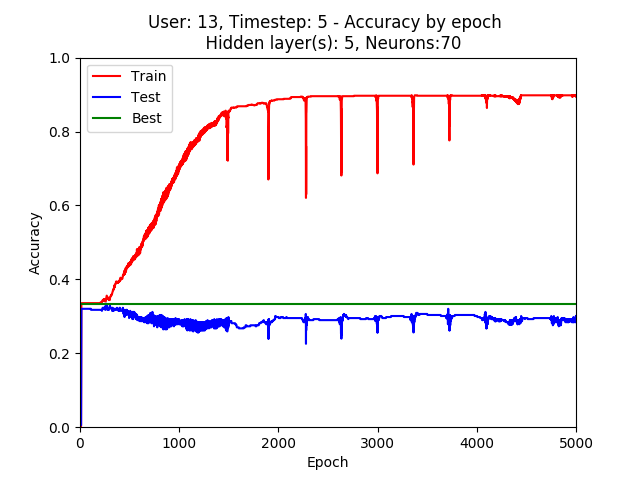 User: 13, Timestep: 5 - Accuracy by epoch
Hidden layer(s): 5, Neurons:70
Train
Test
Best
Accuracy
1.0
0.8
0.6
0.4
0.2
0.0
0 1000 2000 3000 4000 5000
Epoch